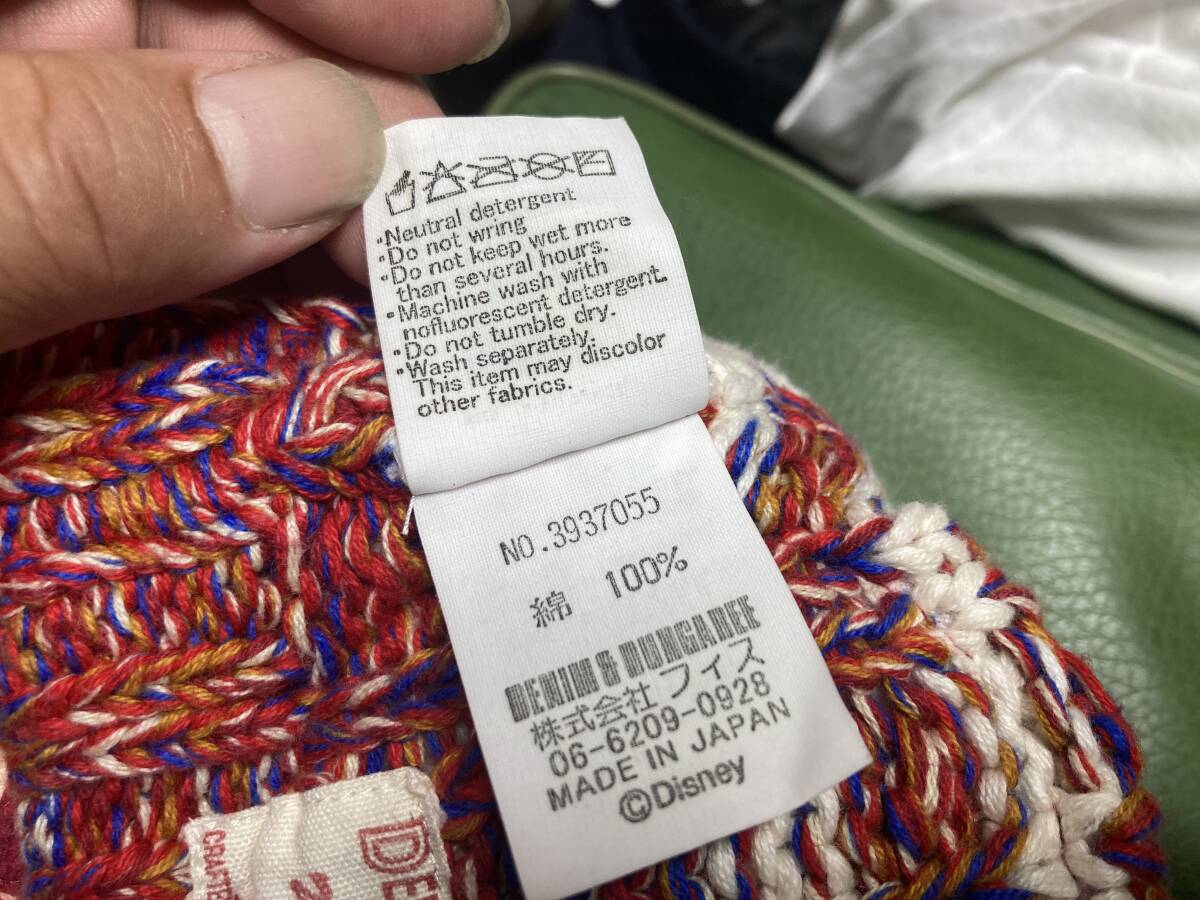 ·Neutral detergent
·Do not wring
·Do not keep wet more
than several hours.
·Machine wash with
nofluorescent detergent.
·Do not tumble dry.
·Wash separately.
This item may discolor
other fabrics.
NO.3937055
綿 100%
DENIM & DUNGAREE
株式会社 フィス
06-6209-0928
MADE IN JAPAN
©Disney